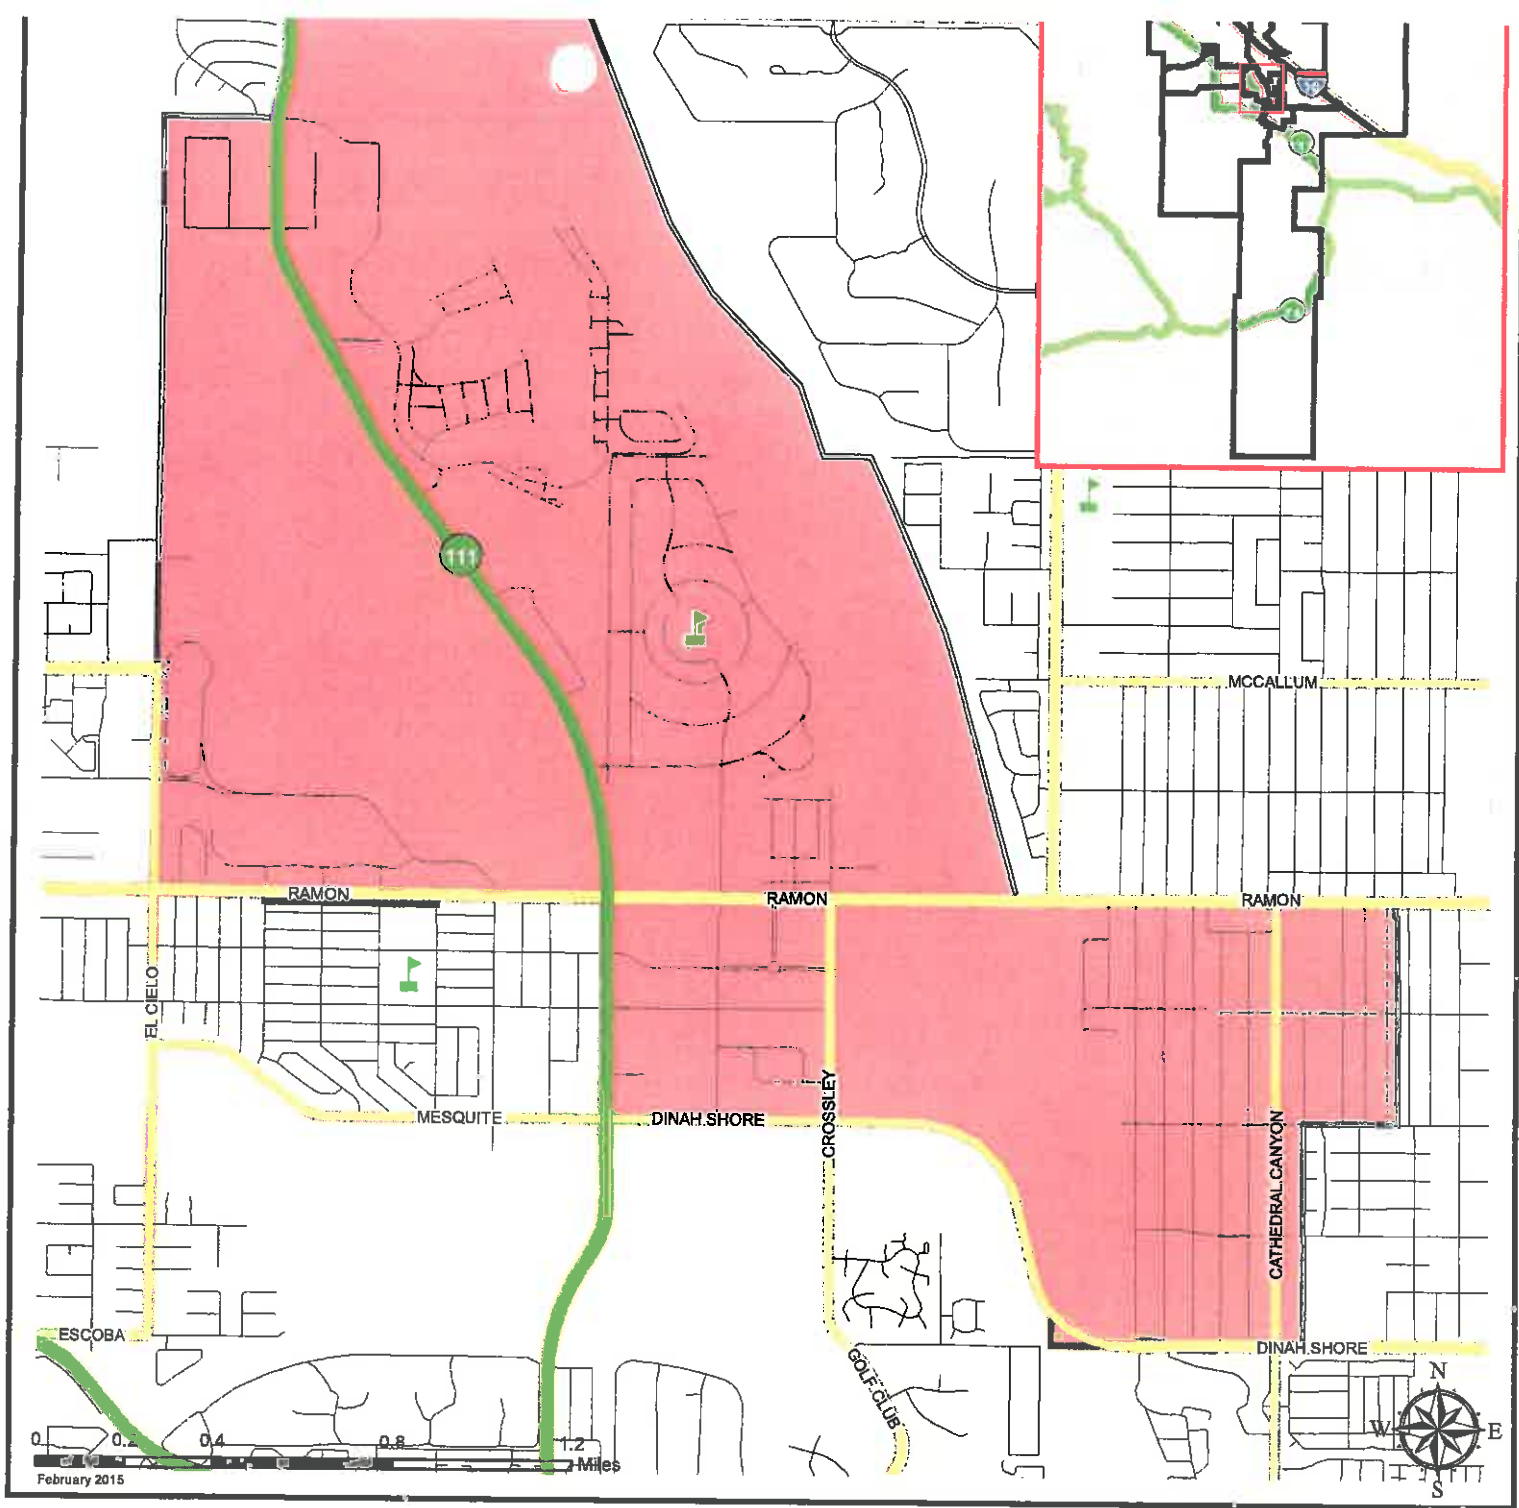 111
MCCALLUM
RAMON
RAMON
RAMON
EL CIELO
MESQUITE
DINAH SHORE
CROSSLEY
CATHEDRAL CANYON
ESCOBA
DINAH SHORE
GOLF CLUB
N
W
E
S
0
0.2
0.4
0.8
1.2
Miles
February 2015